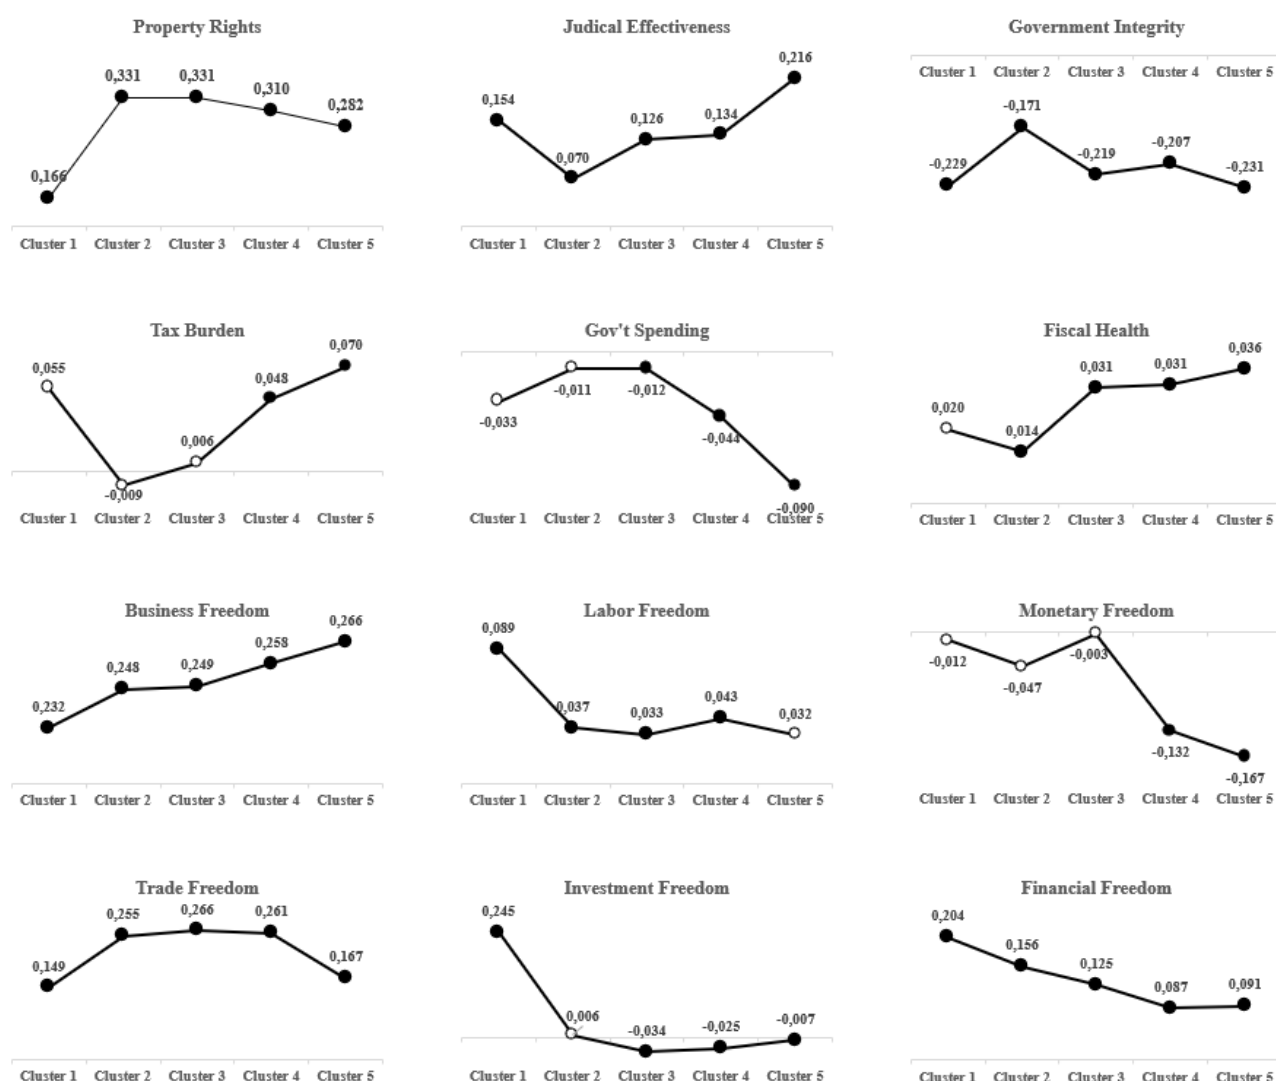 Property Rights
0,166
0,331
0,331
0,310
0,282
Cluster 1 Cluster 2 Cluster 3 Cluster 4 Cluster 5
Judical Effectiveness
0,154
0,070
0,126
0,134
0,216
Cluster 1 Cluster 2 Cluster 3 Cluster 4 Cluster 5
Government Integrity
Cluster 1 Cluster 2 Cluster 3 Cluster 4 Cluster 5
-0,229
-0,171
-0,219
-0,207
-0,231
Tax Burden
0,055
-0,009
0,006
0,048
0,070
Cluster 1 Cluster 2 Cluster 3 Cluster 4 Cluster 5
Gov't Spending
-0,033
-0,011
-0,012
-0,044
-0,090
Cluster 1 Cluster 2 Cluster 3 Cluster 4 Cluster 5
Fiscal Health
0,020
0,014
0,031
0,031
0,036
Cluster 1 Cluster 2 Cluster 3 Cluster 4 Cluster 5
Business Freedom
0,232
0,248
0,249
0,258
0,266
Cluster 1 Cluster 2 Cluster 3 Cluster 4 Cluster 5
Labor Freedom
0,089
0,037
0,033
0,043
0,032
Cluster 1 Cluster 2 Cluster 3 Cluster 4 Cluster 5
Monetary Freedom
-0,012
-0,047
-0,003
-0,132
-0,167
Cluster 1 Cluster 2 Cluster 3 Cluster 4 Cluster 5
Trade Freedom
0,149
0,255
0,266
0,261
0,167
Cluster 1 Cluster 2 Cluster 3 Cluster 4 Cluster 5
Investment Freedom
0,245
0,006
-0,034
-0,025
-0,007
Cluster 1 Cluster 2 Cluster 3 Cluster 4 Cluster 5
Financial Freedom
0,204
0,156
0,125
0,087
0,091
Cluster 1 Cluster 2 Cluster 3 Cluster 4 Cluster 5